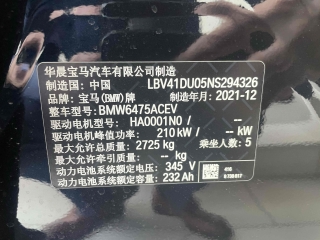 华晨宝马汽车有限公司制造
制造国：中国 LBV41DU05NS294326
品牌：宝马(BMW)牌 制造年月：2021-12
整车型号：BMW6475ACEV
驱动电机型号：HA0001N0 / -- --
驱动电机峰值功率：210 kW / -- -- kW
最大允许总质量：2725 kg 乘坐人数：5
最大允许牵引质量：-- -- kg
动力电池系统额定电压：345 V
动力电池系统额定容量：232 Ah